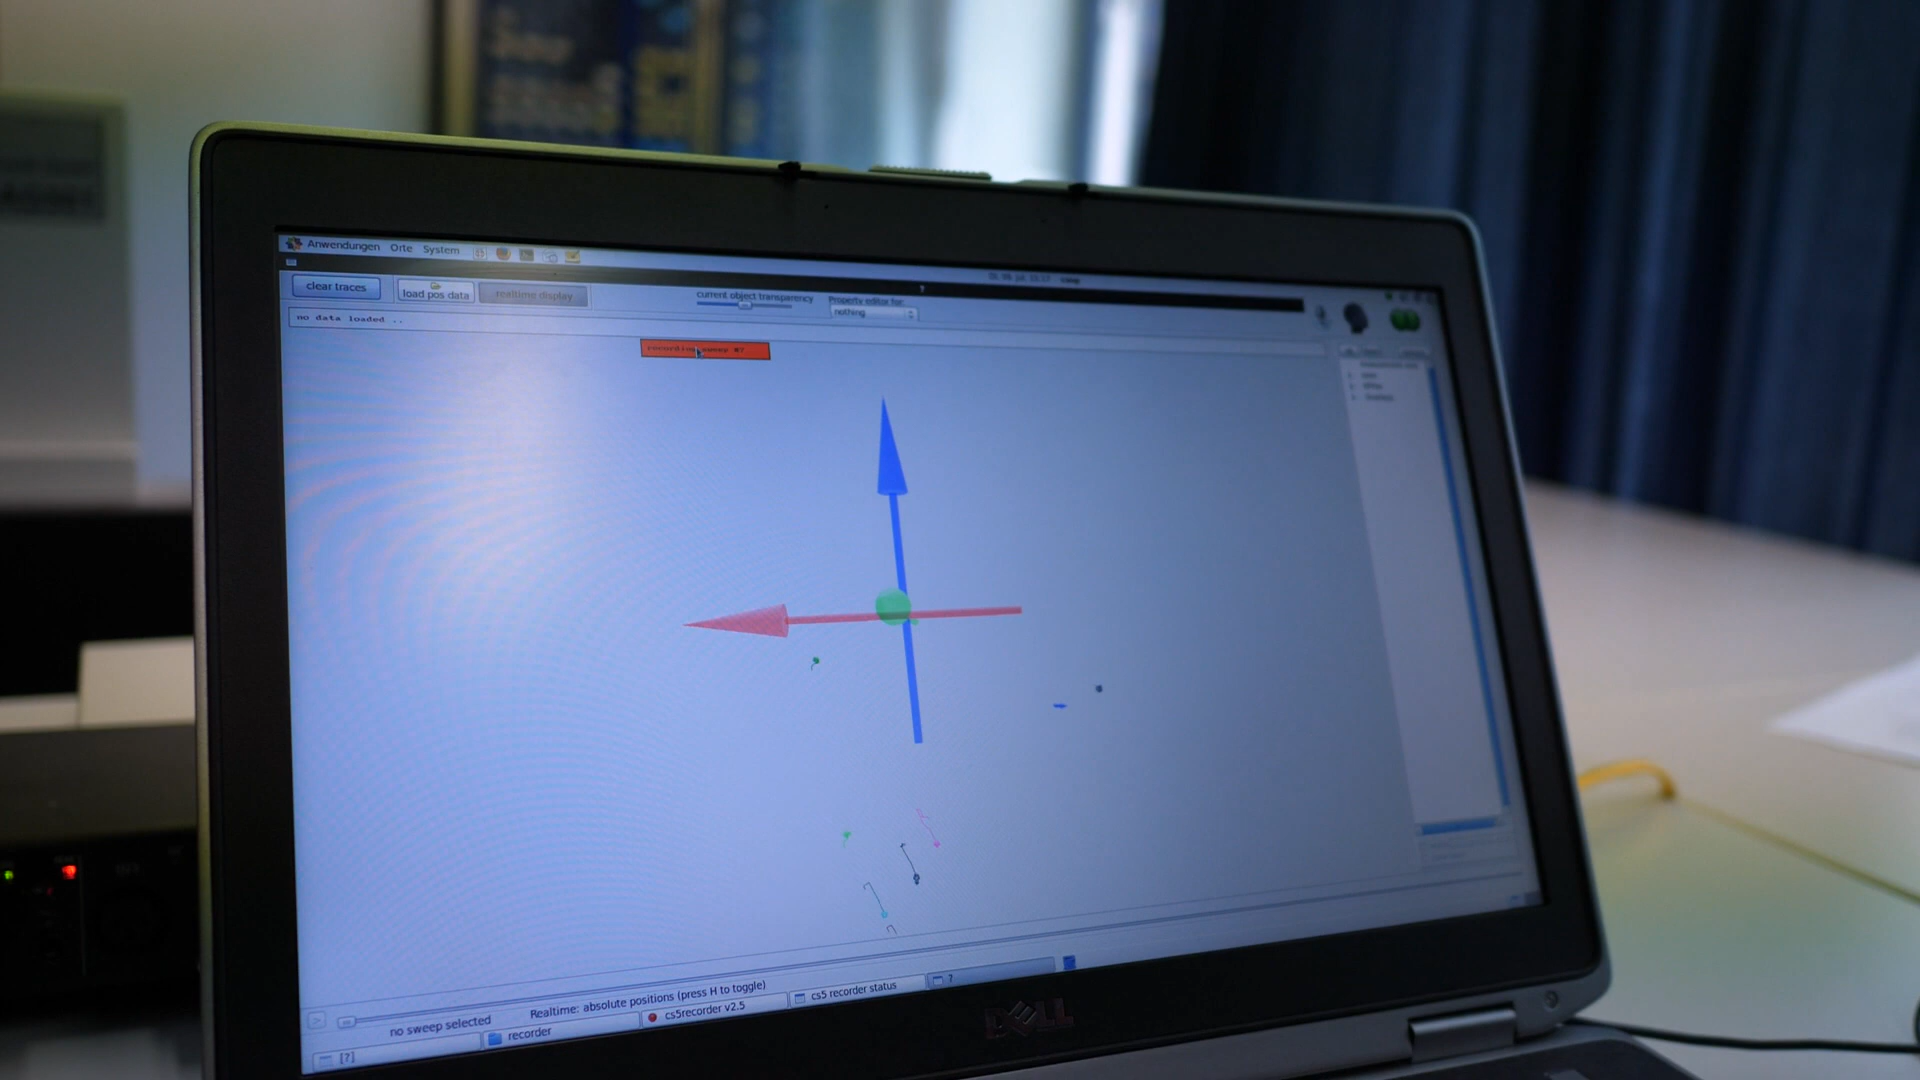 Anwendungen Orte System
clear traces
load pos data
realtime display
current object transparency
Property editor for:
nothing
no data loaded ..
Realtime: absolute positions (press H to toggle)
no sweep selected
[?]
recorder
cs5recorder v2.5
cs5 recorder status
?
DELL